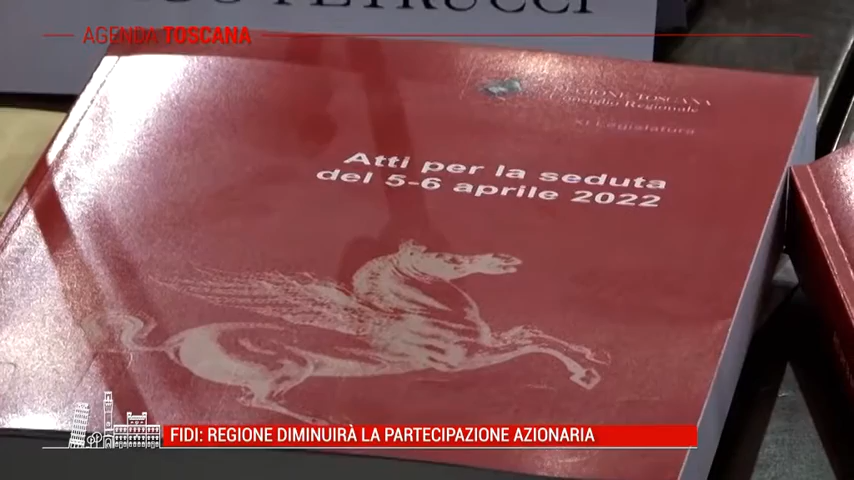 PETRUCCI
AGENDA TOSCANA
REGIONE TOSCANA
Consiglio Regionale
XI Legislatura
Atti per la seduta
del 5-6 aprile 2022
FIDI: REGIONE DIMINUIRÀ LA PARTECIPAZIONE AZIONARIA